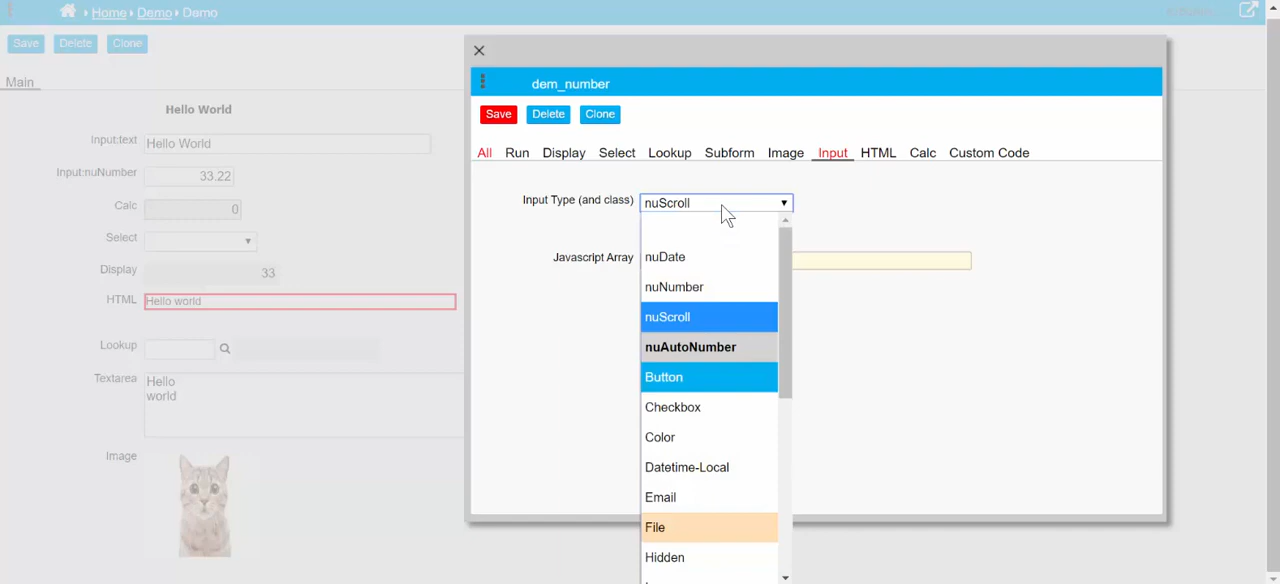 Home Demo Demo
Save Delete Clone
Main
Hello World
Input:text Hello World
Input:nuNumber 33.22
Calc 0
Select
Display 33
HTML Hello world
Lookup
Textarea Hello
world
Image
dem_number
Save Delete Clone
All Run Display Select Lookup Subform Image Input HTML Calc Custom Code
Input Type (and class) nuScroll
Javascript Array
nuDate
nuNumber
nuScroll
nuAutoNumber
Button
Checkbox
Color
Datetime-Local
Email
File
Hidden